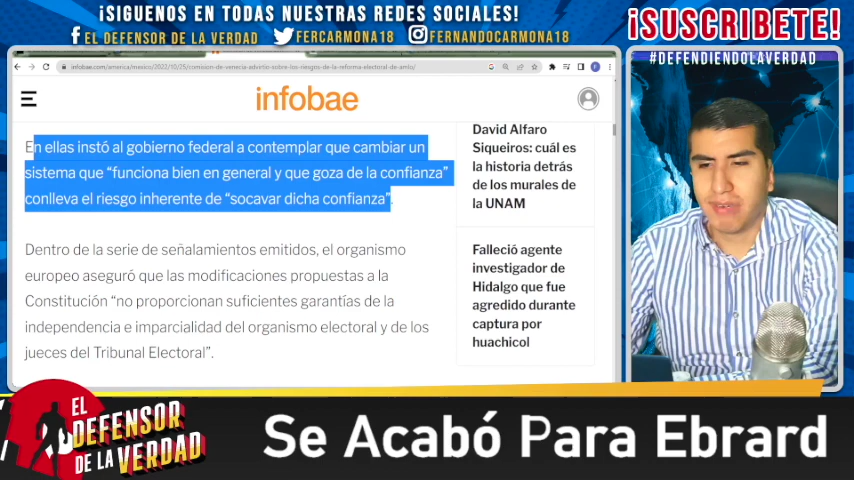 ¡SIGUENOS EN TODAS NUESTRAS REDES SOCIALES!
EL DEFENSOR DE LA VERDAD
FERCARMONA18
FERNANDOCARMONA18
¡SUSCRIBETE!
#DEFENDIENDOLAVERDAD
infobae.com/america/mexico/2022/10/25/comision-de-venecia-advirtio-sobre-los-riesgos-de-la-reforma-electoral-de-amlo/
infobae
En ellas instó al gobierno federal a contemplar que cambiar un
sistema que “funciona bien en general y que goza de la confianza”
conlleva el riesgo inherente de “socavar dicha confianza”.
Dentro de la serie de señalamientos emitidos, el organismo
europeo aseguró que las modificaciones propuestas a la
Constitución “no proporcionan suficientes garantías de la
independencia e imparcialidad del organismo electoral y de los
jueces del Tribunal Electoral”.
David Alfaro
Siqueiros: cuál es
la historia detrás
de los murales de
la UNAM
Falleció agente
investigador de
Hidalgo que fue
agredido durante
captura por
huachicol
EL
DEFENSOR
DE LA VERDAD
Se Acabó Para Ebrard